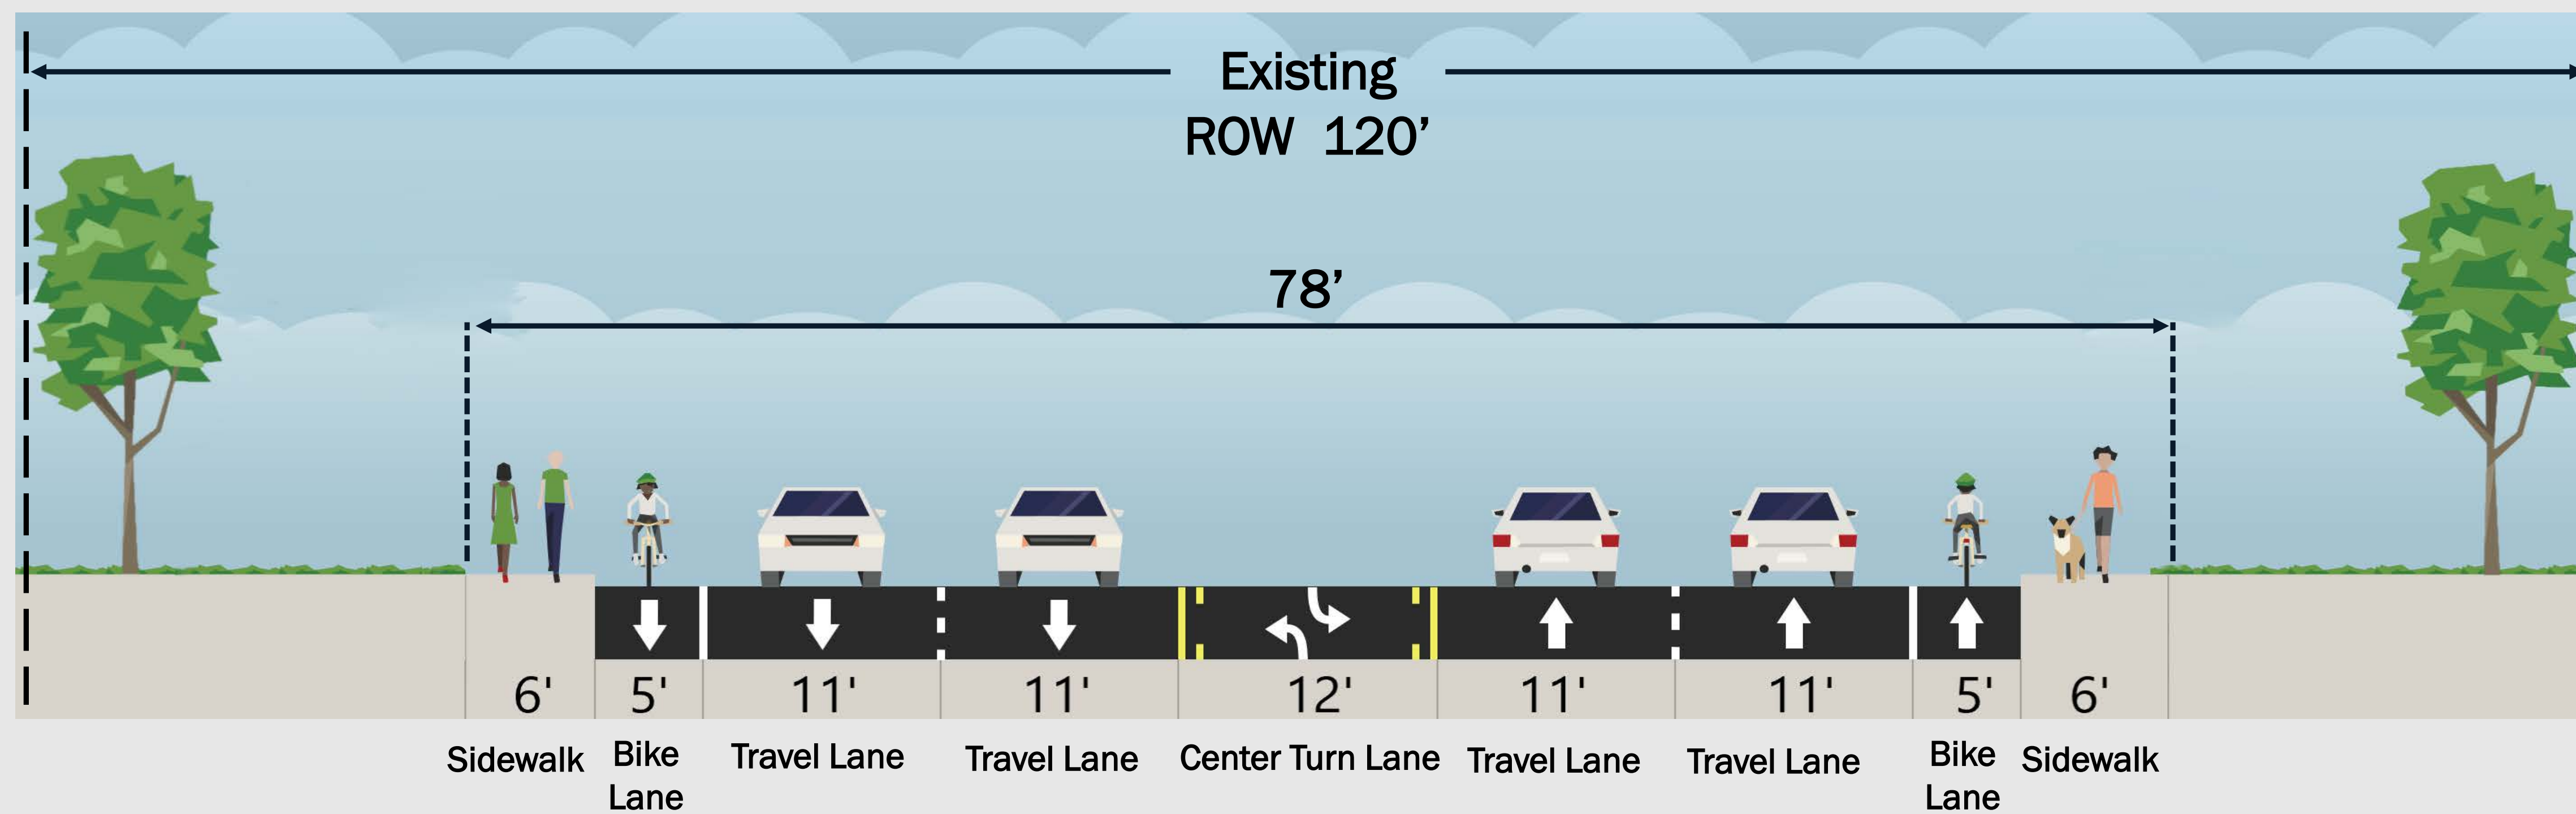 Existing
ROW 120’
78’
6' 5' 11' 11' 12' 11' 11' 5' 6'
Sidewalk Bike Lane Travel Lane Travel Lane Center Turn Lane Travel Lane Travel Lane Bike Lane Sidewalk